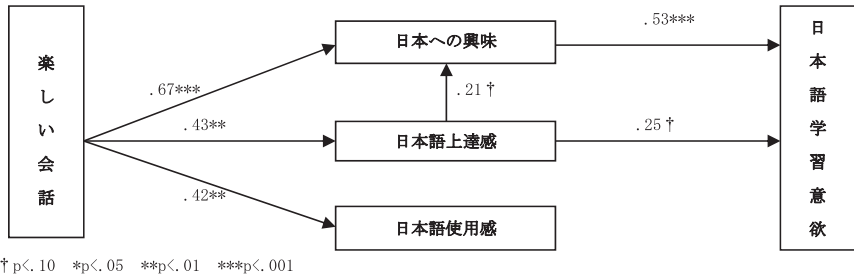 楽しい会話
.67***
.43**
.42**
日本への興味
.21†
日本語上達感
日本語使用感
.53***
.25†
日本語学習意欲
†p<.10 *p<.05 **p<.01 ***p<.001